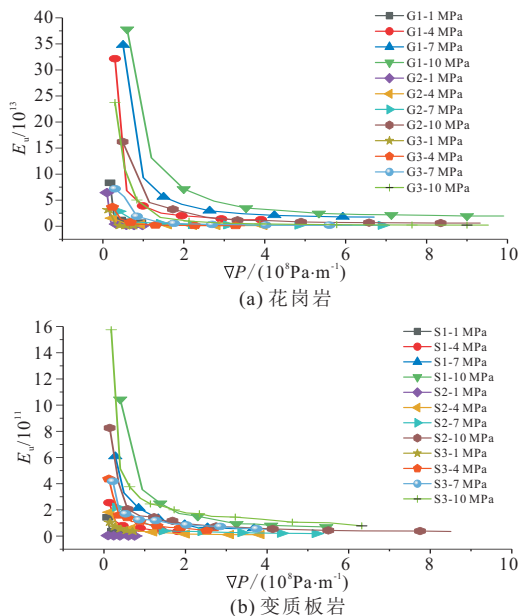 (a)
40
35
30
25
20
15
10
5
0
E_u/10^13
0 2 4 6 8 10
∇P/(10^8Pa·m^-1)
G1-1 MPa
G1-4 MPa
G1-7 MPa
G1-10 MPa
G2-1 MPa
G2-4 MPa
G2-7 MPa
G2-10 MPa
G3-1 MPa
G3-4 MPa
G3-7 MPa
G3-10 MPa
(a) 花岗岩
16
14
12
10
8
6
4
2
0
E_u/10^11
0 2 4 6 8 10
∇P/(10^8Pa·m^-1)
S1-1 MPa
S1-4 MPa
S1-7 MPa
S1-10 MPa
S2-1 MPa
S2-4 MPa
S2-7 MPa
S2-10 MPa
S3-1 MPa
S3-4 MPa
S3-7 MPa
S3-10 MPa
(b) 变质板岩